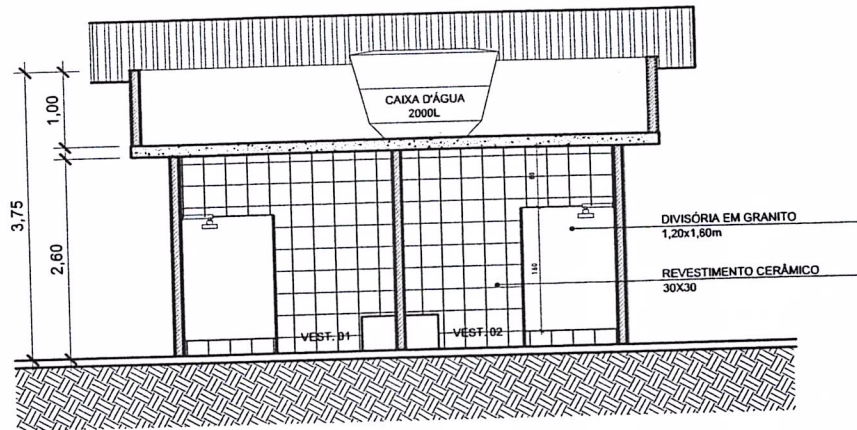 CAIXA D'ÁGUA
2000L
1,00
3,75
2,60
DIVISÓRIA EM GRANITO
1,20x1,60m
160
REVESTIMENTO CERÂMICO
30X30
VEST. 01
VEST. 02